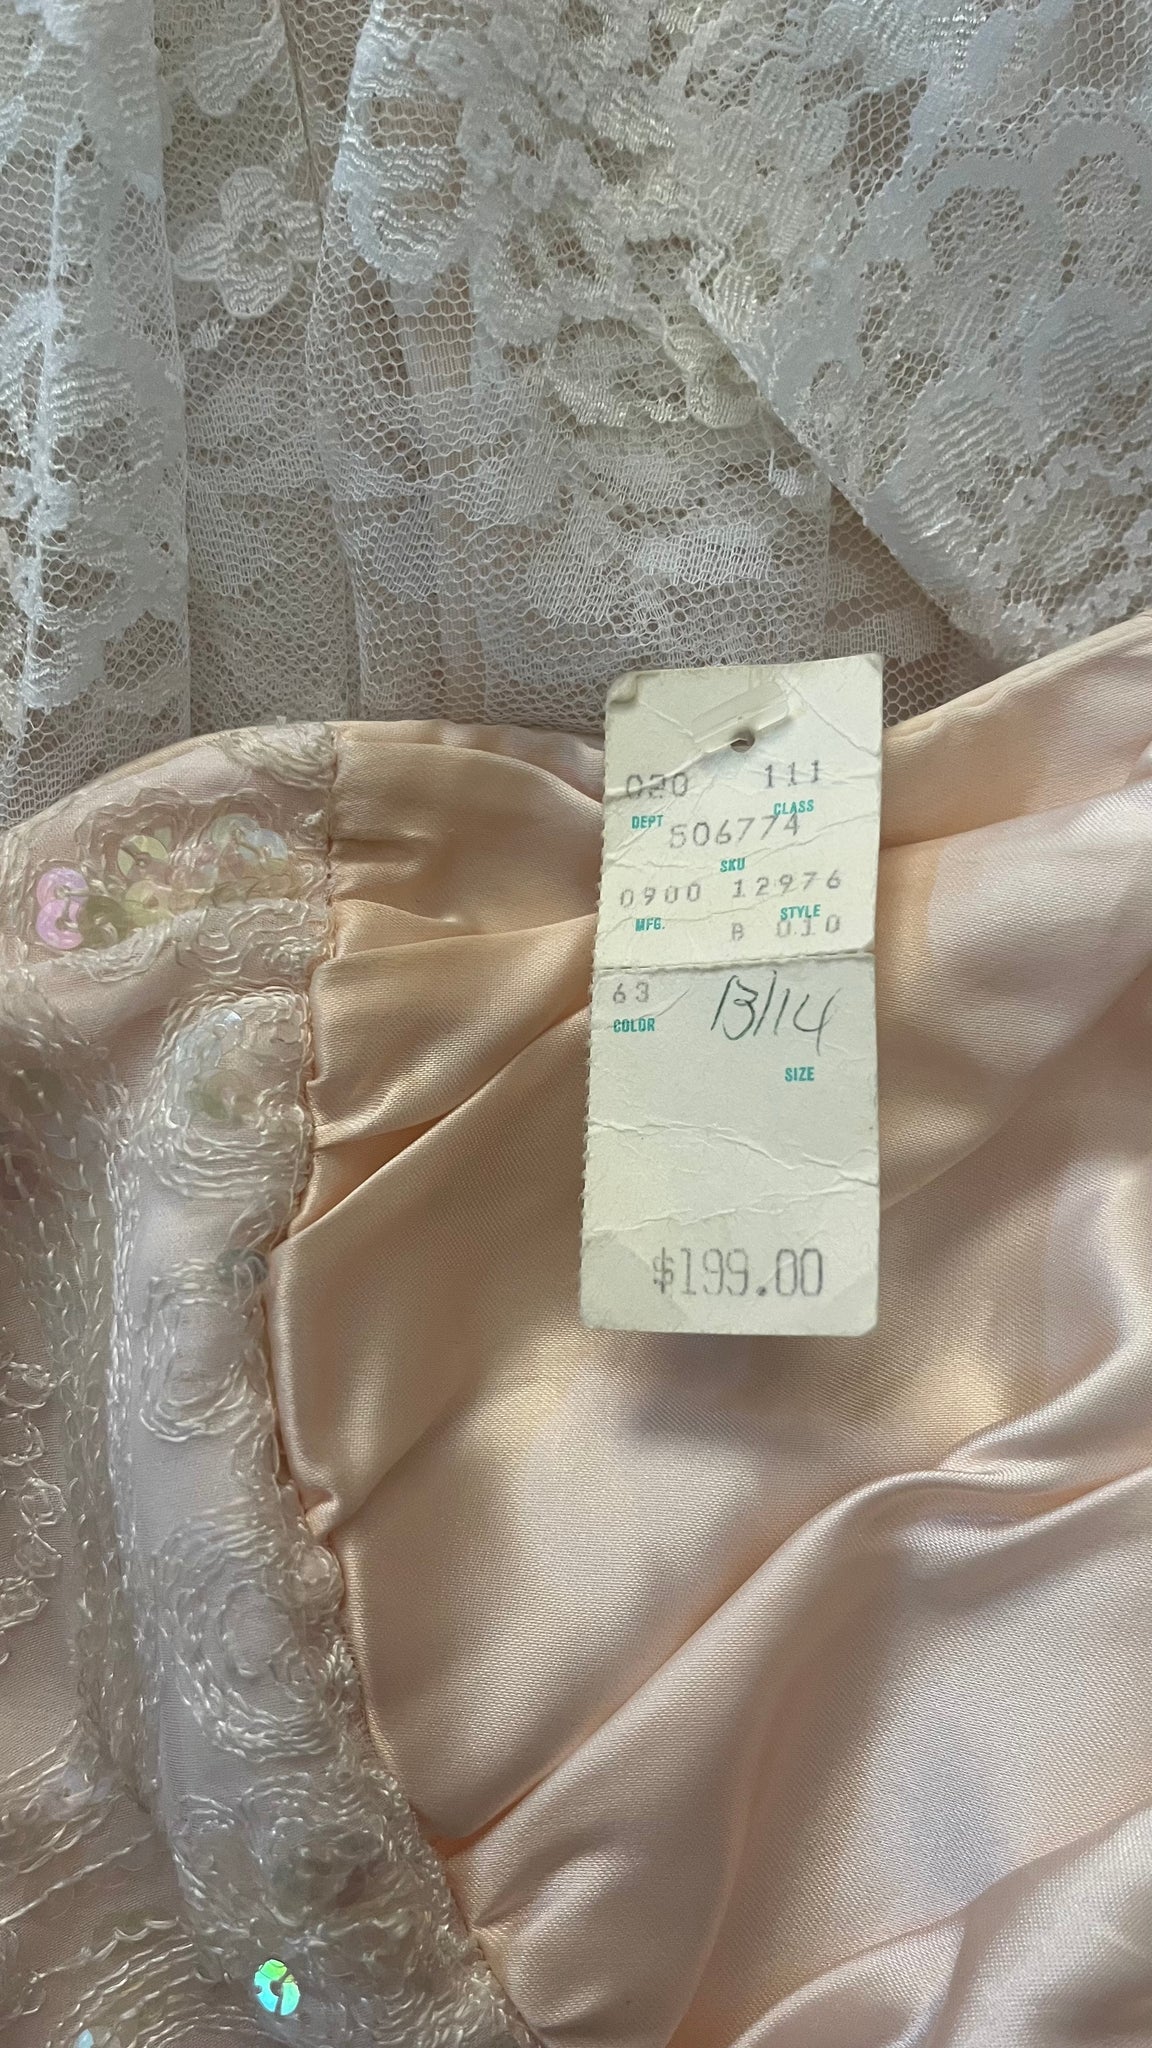 020 111
DEPT CLASS
506774
SKU
0900 12976
MFG. STYLE
B 010
63 13/14
COLOR
SIZE
$199.00